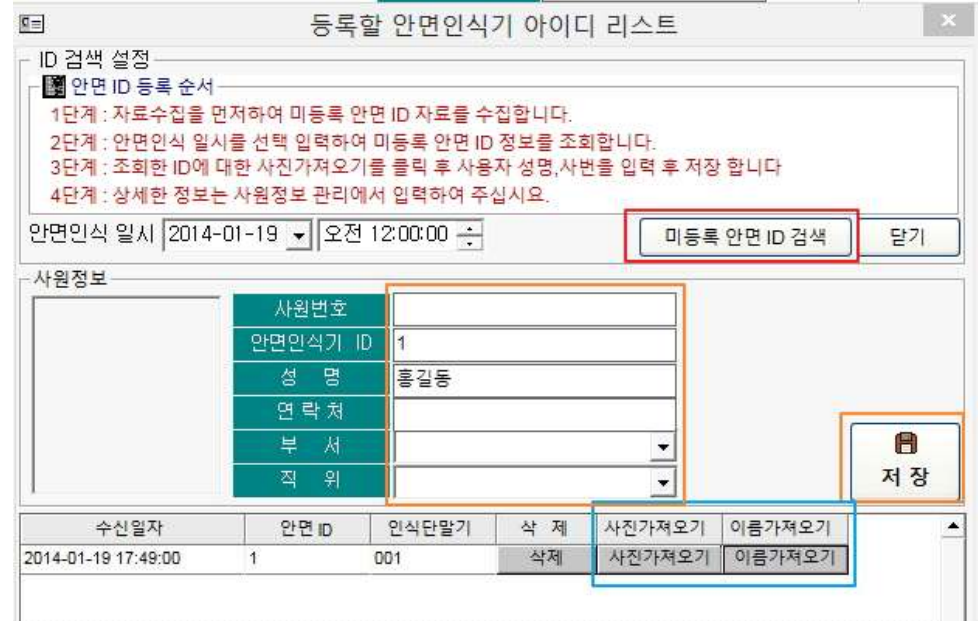 등록할 안면인식기 아이디 리스트
ID 검색 설정
안면 ID 등록 순서
1단계 : 자료수집을 먼저하여 미등록 안면 ID 자료를 수집합니다.
2단계 : 안면인식 일시를 선택 입력하여 미등록 안면 ID 정보를 조회합니다.
3단계 : 조회한 ID에 대한 사진가져오기를 클릭 후 사용자 성명,사번을 입력 후 저장 합니다
4단계 : 상세한 정보는 사원정보 관리에서 입력하여 주십시요.
안면인식 일시 2014-01-19 오전 12:00:00 미등록 안면 ID 검색 닫기
사원정보
사원번호
안면인식기 ID 1
성 명 홍길동
연 락 처
부 서
직 위
저 장
수신일자 안면 ID 인식단말기 삭 제 사진가져오기 이름가져오기
2014-01-19 17:49:00 1 001 삭제 사진가져오기 이름가져오기